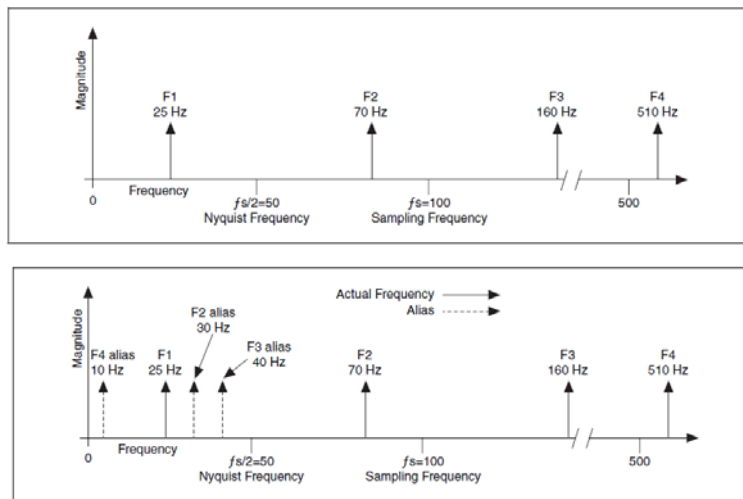 Magnitude
F1
25 Hz
F2
70 Hz
F3
160 Hz
F4
510 Hz
Frequency
0
ƒs/2=50
Nyquist Frequency
ƒs=100
Sampling Frequency
500
Magnitude
Actual Frequency
Alias
F2 alias
30 Hz
F4 alias
10 Hz
F1
25 Hz
F3 alias
40 Hz
F2
70 Hz
F3
160 Hz
F4
510 Hz
Frequency
0
ƒs/2=50
Nyquist Frequency
ƒs=100
Sampling Frequency
500